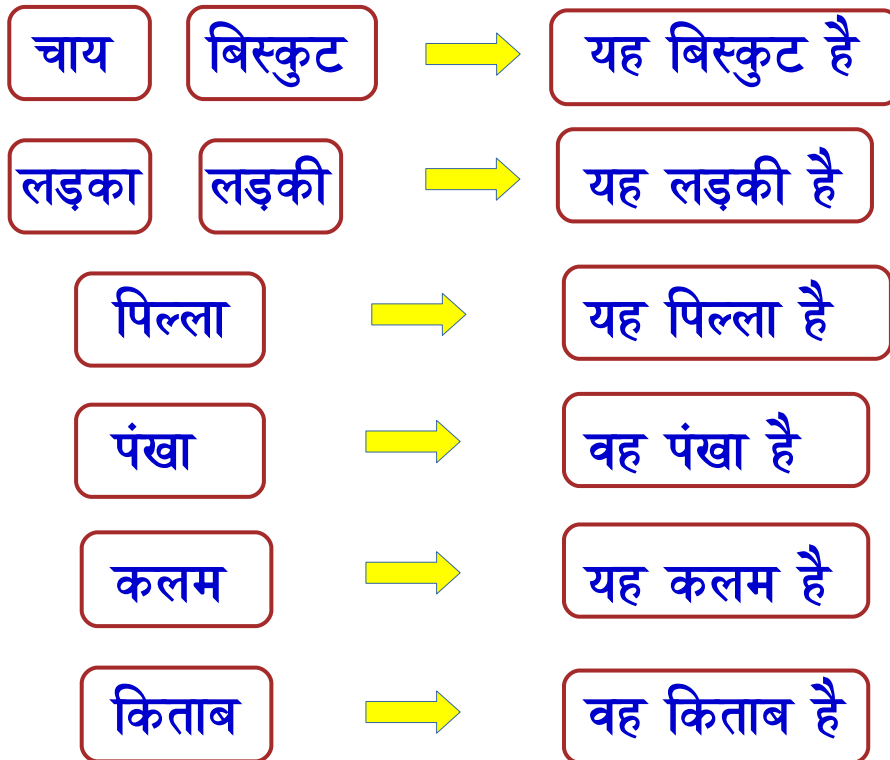 चाय बिस्कुट यह बिस्कुट है
लड़का लड़की यह लड़की है
पिल्ला यह पिल्ला है
पंखा वह पंखा है
कलम यह कलम है
किताब वह किताब है